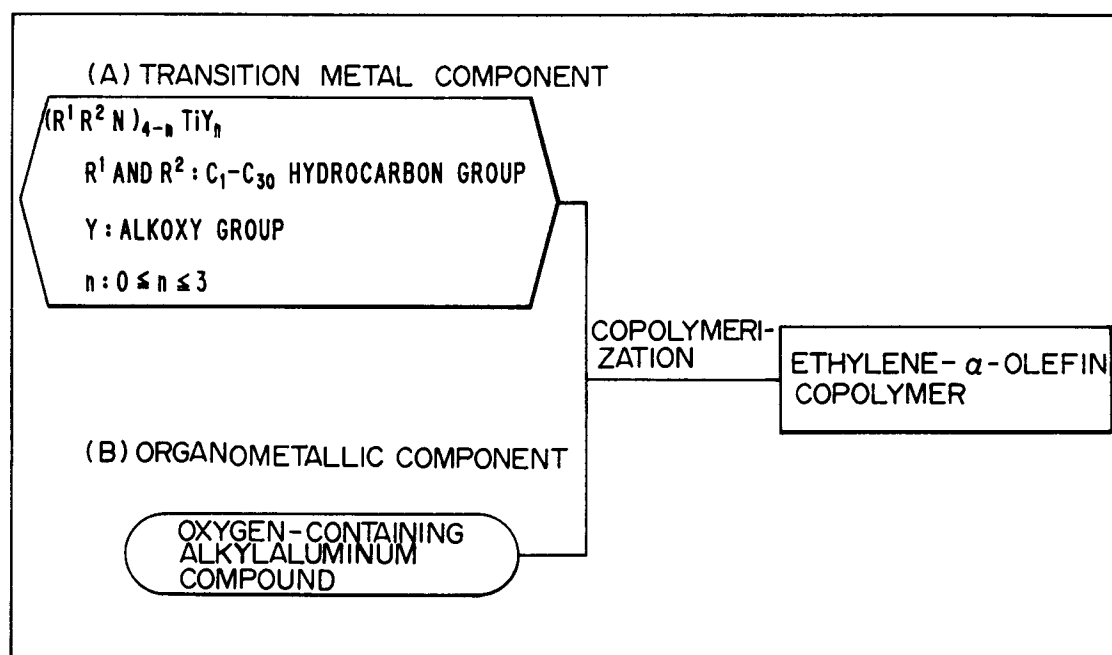 (A) TRANSITION METAL COMPONENT
(R¹R²N)₄₋ₙ TiYₙ
R¹ AND R² : C₁-C₃₀ HYDROCARBON GROUP
Y : ALKOXY GROUP
n : 0 ≦ n ≦ 3
COPOLYMERI-
ZATION
ETHYLENE-α-OLEFIN
COPOLYMER
(B) ORGANOMETALLIC COMPONENT
OXYGEN-CONTAINING
ALKYLALUMINUM
COMPOUND